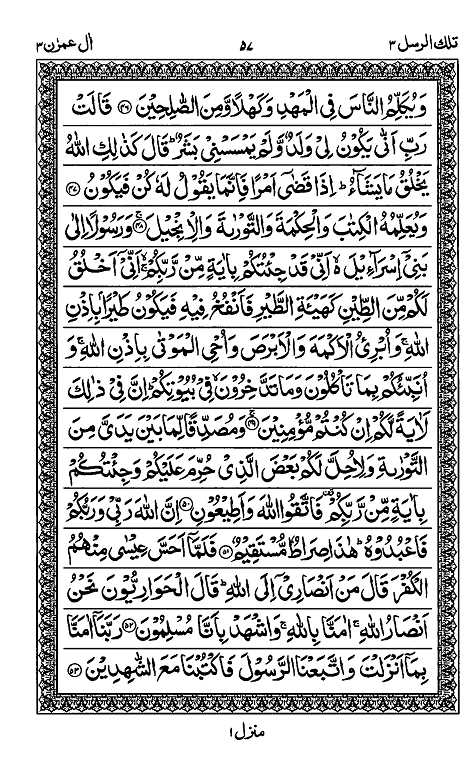 تلك الرسل ٣ ٥٧ اٰل عمرٰن ٣
وَيُكَلِّمُ النَّاسَ فِى الْمَهْدِ وَكَهْلًا وَّمِنَ الصّٰلِحِيْنَ ﴿٤٦﴾ قَالَتْ
رَبِّ اَنّٰى يَكُوْنُ لِىْ وَلَدٌ وَّلَمْ يَمْسَسْنِىْ بَشَرٌ ؕ قَالَ كَذٰلِكِ اللّٰهُ
يَخْلُقُ مَا يَشَآءُ ؕ اِذَا قَضٰٓى اَمْرًا فَاِنَّمَا يَقُوْلُ لَهٗ كُنْ فَيَكُوْنُ ﴿٤٧﴾
وَيُعَلِّمُهُ الْكِتٰبَ وَالْحِكْمَةَ وَالتَّوْرٰىةَ وَالْاِنْجِيْلَ ۚ﴿٤٨﴾ وَرَسُوْلًا اِلٰى
بَنِىْٓ اِسْرَآءِيْلَ ۙ اَنِّىْ قَدْ جِئْتُكُمْ بِاٰيَةٍ مِّنْ رَّبِّكُمْ ۙ اَنِّىْٓ اَخْلُقُ
لَكُمْ مِّنَ الطِّيْنِ كَهَيْـَٔةِ الطَّيْرِ فَاَنْفُخُ فِيْهِ فَيَكُوْنُ طَيْرًۢا بِاِذْنِ
اللّٰهِ ۚ وَاُبْرِئُ الْاَكْمَهَ وَالْاَبْرَصَ وَاُحْىِ الْمَوْتٰى بِاِذْنِ اللّٰهِ ۚ وَ
اُنَبِّئُكُمْ بِمَا تَاْكُلُوْنَ وَمَا تَدَّخِرُوْنَ ۙ فِىْ بُيُوْتِكُمْ ؕ اِنَّ فِىْ ذٰلِكَ
لَاٰيَةً لَّكُمْ اِنْ كُنْتُمْ مُّؤْمِنِيْنَ ۚ﴿٤٩﴾ وَمُصَدِّقًا لِّمَا بَيْنَ يَدَىَّ مِنَ
التَّوْرٰىةِ وَلِاُحِلَّ لَكُمْ بَعْضَ الَّذِىْ حُرِّمَ عَلَيْكُمْ وَجِئْتُكُمْ
بِاٰيَةٍ مِّنْ رَّبِّكُمْ ۟ فَاتَّقُوا اللّٰهَ وَاَطِيْعُوْنِ ﴿٥٠﴾ اِنَّ اللّٰهَ رَبِّىْ وَرَبُّكُمْ
فَاعْبُدُوْهُ ؕ هٰذَا صِرَاطٌ مُّسْتَقِيْمٌ ﴿٥١﴾ فَلَمَّآ اَحَسَّ عِيْسٰى مِنْهُمُ
الْكُفْرَ قَالَ مَنْ اَنْصَارِىْٓ اِلَى اللّٰهِ ؕ قَالَ الْحَوَارِيُّوْنَ نَحْنُ
اَنْصَارُ اللّٰهِ ۚ اٰمَنَّا بِاللّٰهِ ۚ وَاشْهَدْ بِاَنَّا مُسْلِمُوْنَ ﴿٥٢﴾ رَبَّنَآ اٰمَنَّا
بِمَآ اَنْزَلْتَ وَاتَّبَعْنَا الرَّسُوْلَ فَاكْتُبْنَا مَعَ الشّٰهِدِيْنَ ﴿٥٣﴾
منزل ١